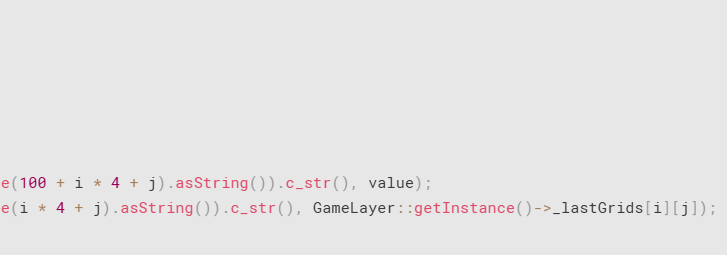 e(100 + i * 4 + j).asString()).c_str(), value);
e(i * 4 + j).asString()).c_str(), GameLayer::getInstance()->_lastGrids[i][j]);